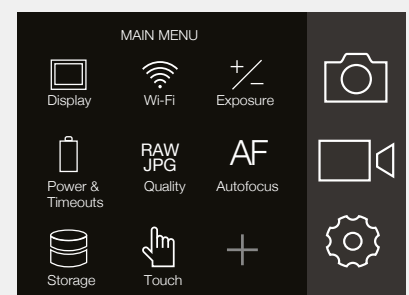 MAIN MENU
Display
Wi-Fi
Exposure
RAW
JPG
AF
Power &
Timeouts
Quality
Autofocus
Storage
Touch